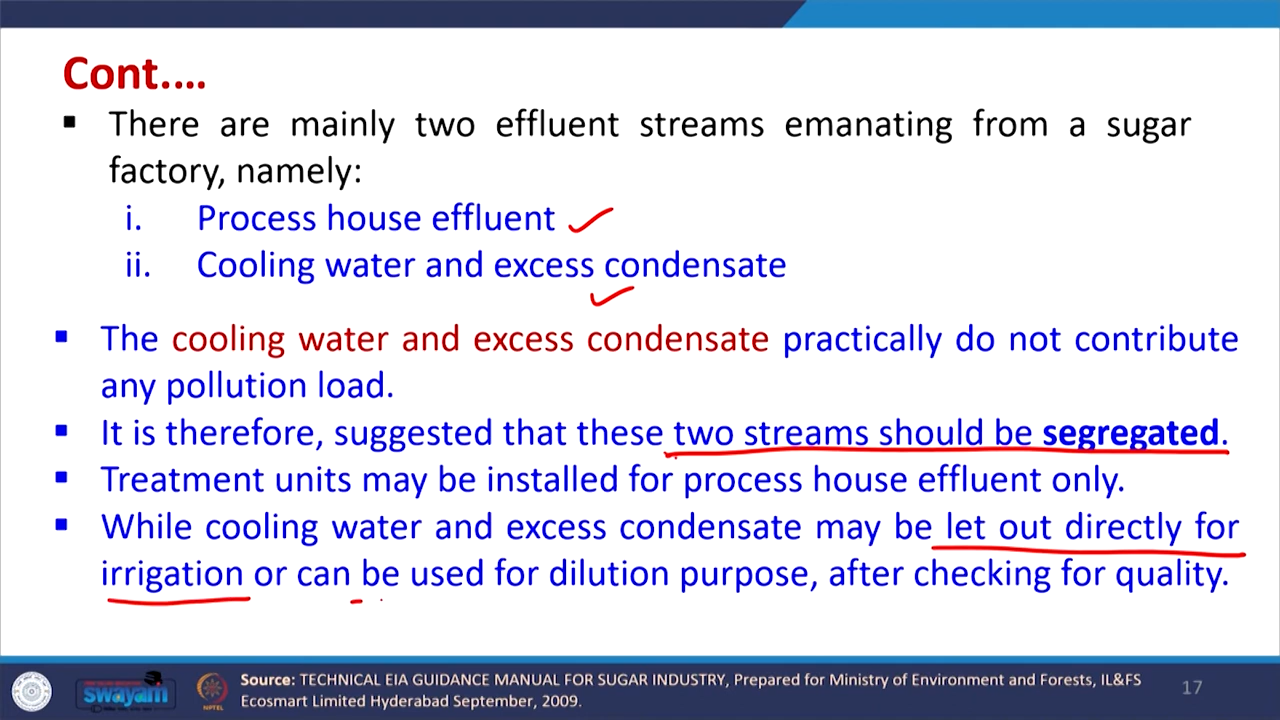 Cont.…
▪ There are mainly two effluent streams emanating from a sugar
factory, namely:
i. Process house effluent
ii. Cooling water and excess condensate
▪ The cooling water and excess condensate practically do not contribute
any pollution load.
▪ It is therefore, suggested that these two streams should be segregated.
▪ Treatment units may be installed for process house effluent only.
▪ While cooling water and excess condensate may be let out directly for
irrigation or can be used for dilution purpose, after checking for quality.
swayam
NPTEL
Source: TECHNICAL EIA GUIDANCE MANUAL FOR SUGAR INDUSTRY, Prepared for Ministry of Environment and Forests, IL&FS
Ecosmart Limited Hyderabad September, 2009.
17